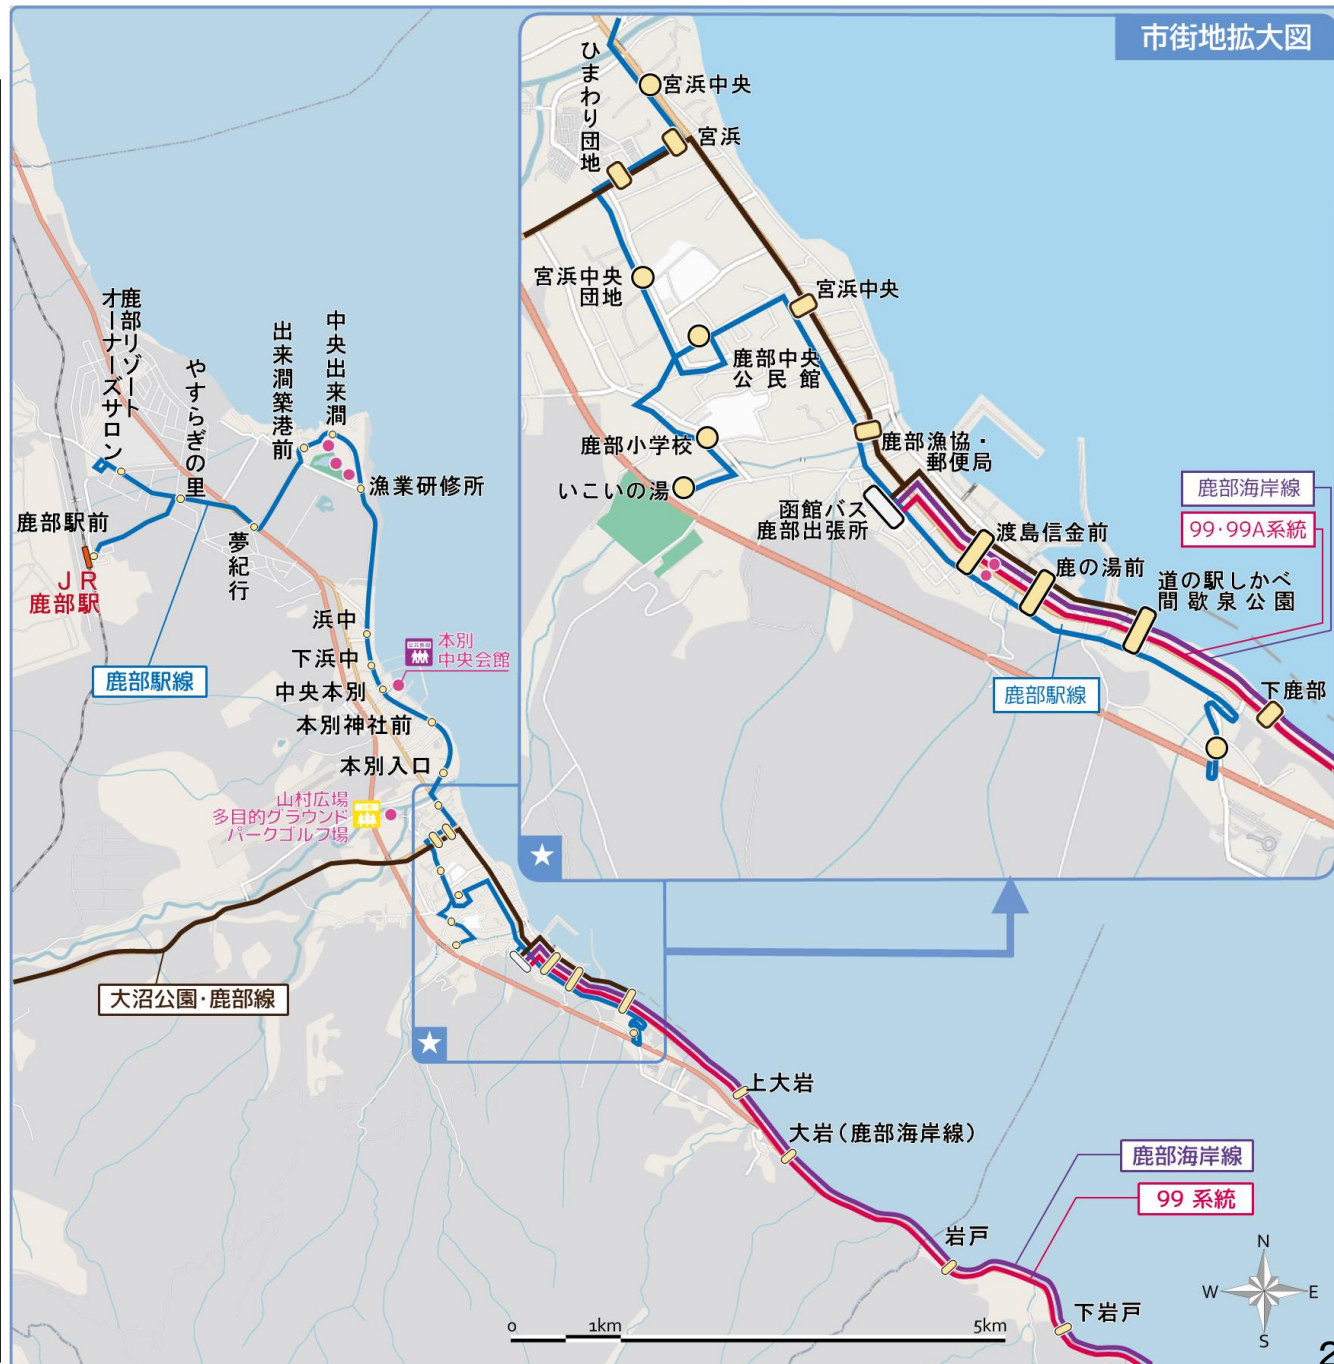 市街地拡大図
ひまわり団地
宮浜中央
宮浜
宮浜中央
団地
宮浜中央
鹿部中央
公民館
鹿部小学校
いこいの湯
鹿部漁協・
郵便局
函館バス
鹿部出張所
渡島信金前
鹿の湯前
道の駅しかべ
間歇泉公園
鹿部海岸線
99・99A系統
鹿部駅線
下鹿部
★
鹿部リゾート
オーナーズサロン
やすらぎの里
出来澗築港前
中央出来澗
漁業研修所
鹿部駅前
JR
鹿部駅
夢紀行
鹿部駅線
浜中
下浜中
中央本別
本別
中央会館
本別神社前
本別入口
山村広場
多目的グラウンド
パークゴルフ場
大沼公園・鹿部線
★
上大岩
大岩(鹿部海岸線)
鹿部海岸線
99 系統
岩戸
下岩戸
N
W
E
S
0
1km
5km
2